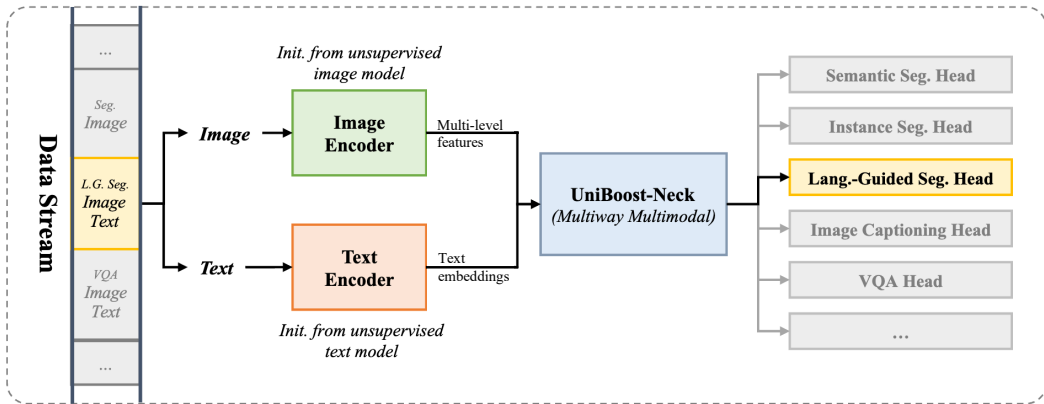 Data Stream
...
Seg.
Image
L.G. Seg.
Image
Text
VQA
Image
Text
...
Image
Text
Init. from unsupervised
image model
Image
Encoder
Text
Encoder
Init. from unsupervised
text model
Multi-level
features
Text
embeddings
UniBoost-Neck
(Multiway Multimodal)
Semantic Seg. Head
Instance Seg. Head
Lang.-Guided Seg. Head
Image Captioning Head
VQA Head
...